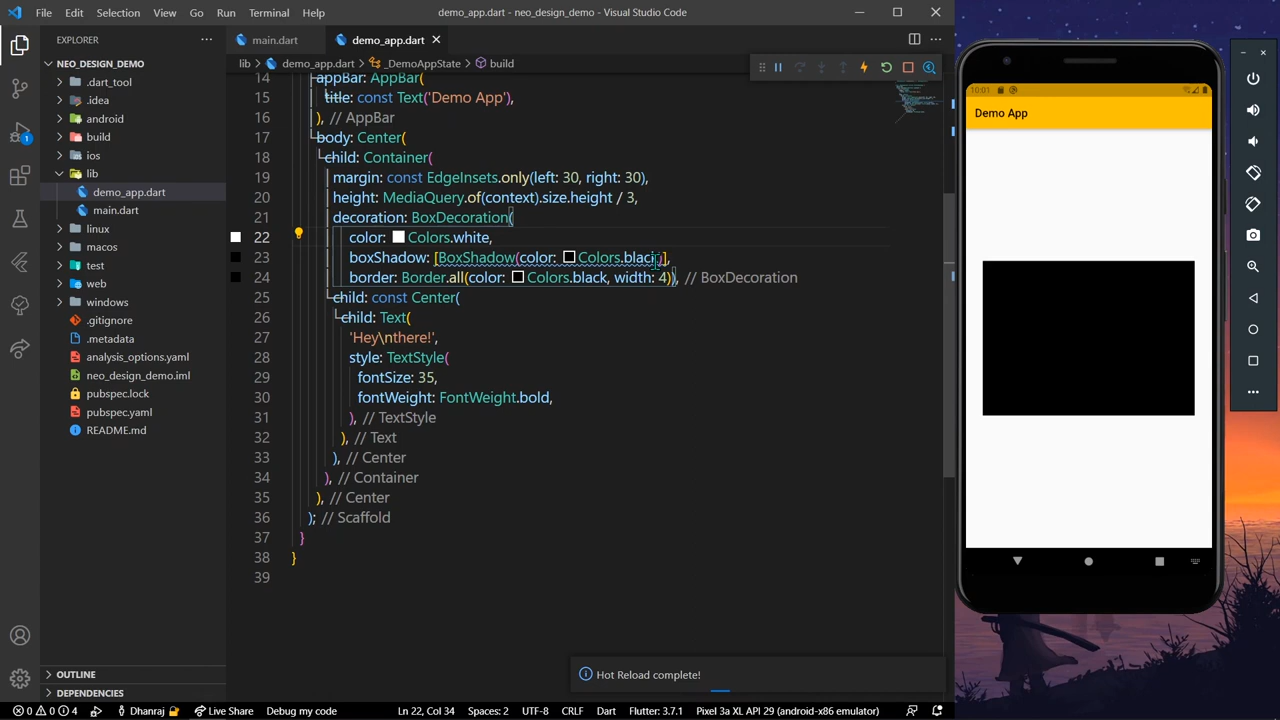 File Edit Selection View Go Run Terminal Help
demo_app.dart - neo_design_demo - Visual Studio Code
EXPLORER
main.dart
demo_app.dart
NEO_DESIGN_DEMO
.dart_tool
.idea
android
build
ios
lib
demo_app.dart
main.dart
linux
macos
test
web
windows
.gitignore
.metadata
analysis_options.yaml
neo_design_demo.iml
pubspec.lock
pubspec.yaml
README.md
OUTLINE
DEPENDENCIES
1
lib > demo_app.dart > _DemoAppState > build
14 appBar: AppBar(
15 title: const Text('Demo App'),
16 ), // AppBar
17 body: Center(
18 child: Container(
19 margin: const EdgeInsets.only(left: 30, right: 30),
20 height: MediaQuery.of(context).size.height / 3,
21 decoration: BoxDecoration(
22 color: Colors.white,
23 boxShadow: [BoxShadow(color: Colors.black)],
24 border: Border.all(color: Colors.black, width: 4)), // BoxDecoration
25 child: const Center(
26 child: Text(
27 'Hey\nthere!',
28 style: TextStyle(
29 fontSize: 35,
30 fontWeight: FontWeight.bold,
31 ), // TextStyle
32 ), // Text
33 ), // Center
34 ), // Container
35 ), // Center
36 ); // Scaffold
37 }
38 }
39
Hot Reload complete!
0 0 4 Dhanraj Live Share Debug my code
Ln 22, Col 34 Spaces: 2 UTF-8 CRLF Dart Flutter: 3.7.1 Pixel 3a XL API 29 (android-x86 emulator)
10:01
Demo App